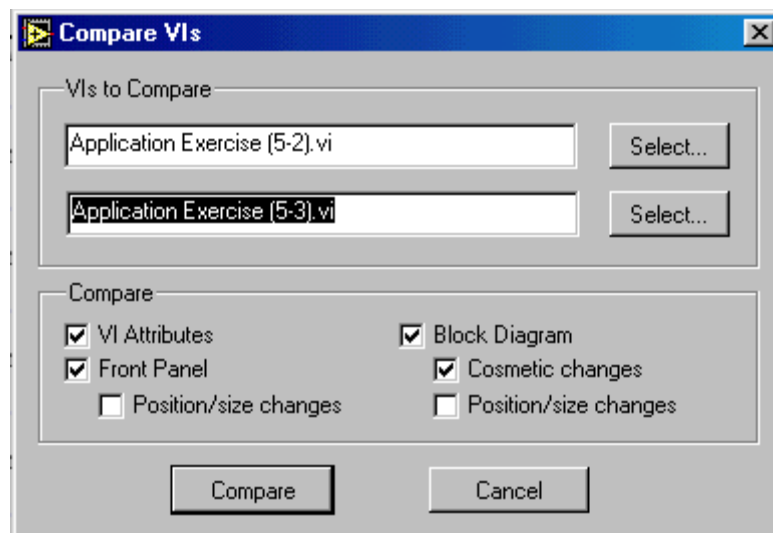 Compare VIs
VIs to Compare
Application Exercise (5-2).vi
Select...
Application Exercise (5-3).vi
Select...
Compare
VI Attributes
Block Diagram
Front Panel
Cosmetic changes
Position/size changes
Position/size changes
Compare
Cancel